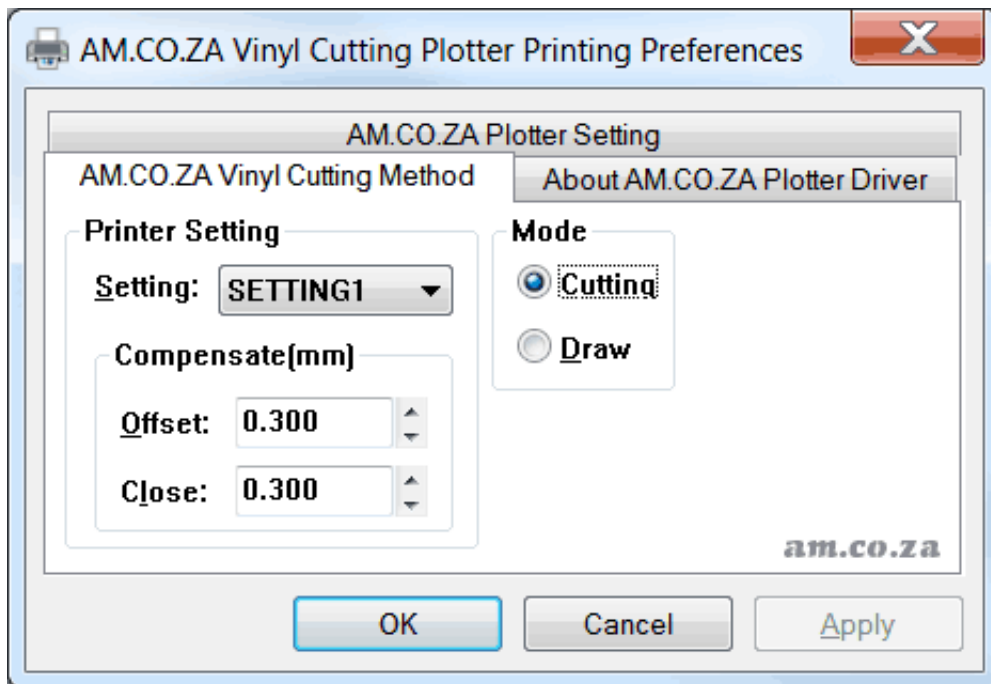 AM.CO.ZA Vinyl Cutting Plotter Printing Preferences
AM.CO.ZA Plotter Setting
AM.CO.ZA Vinyl Cutting Method
About AM.CO.ZA Plotter Driver
Printer Setting
Setting: SETTING1
Compensate(mm)
Offset: 0.300
Close: 0.300
Mode
Cutting
Draw
am.co.za
OK
Cancel
Apply